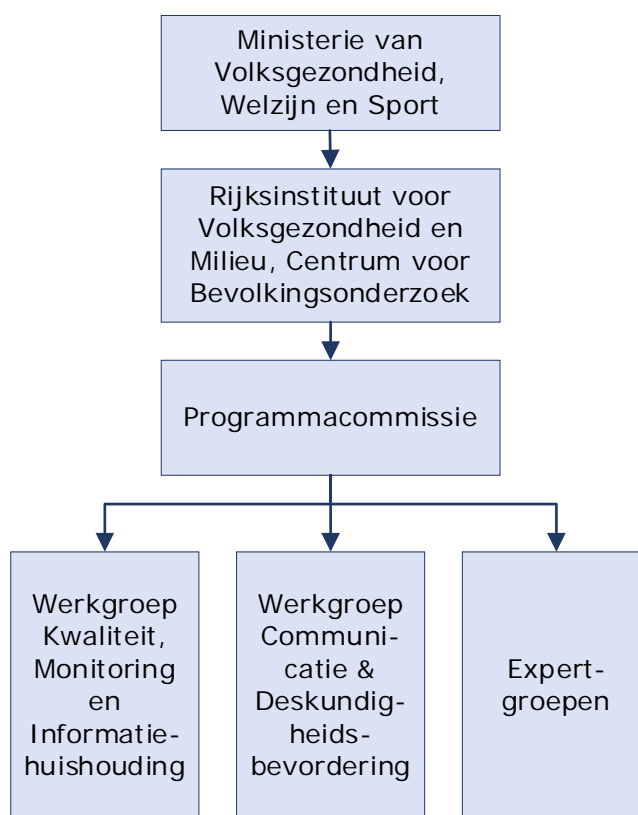 Ministerie van
Volksgezondheid,
Welzijn en Sport
Rijksinstituut voor
Volksgezondheid en
Milieu, Centrum voor
Bevolkingsonderzoek
Programmacommissie
Werkgroep
Kwaliteit,
Monitoring
en
Informatie-
huishouding
Werkgroep
Communi-
catie &
Deskundig-
heids-
bevordering
Expert-
groepen